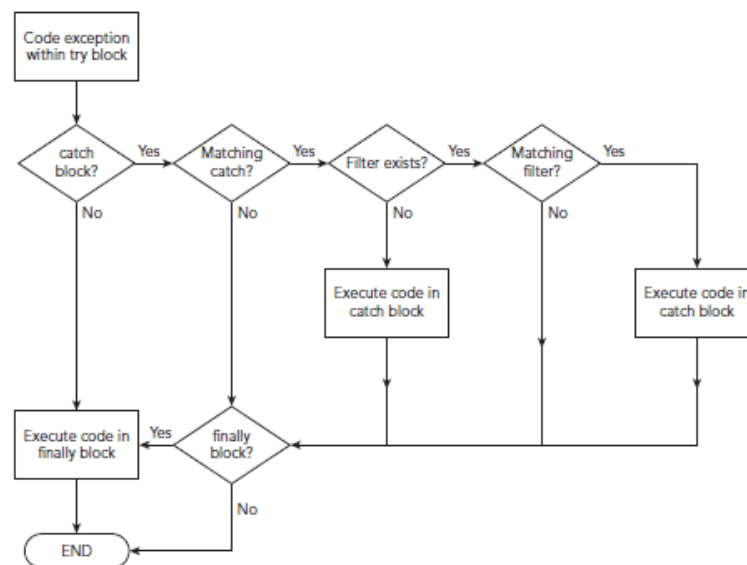 Code exception
within try block
catch
block?
Yes
Matching
catch?
Yes
Filter exists?
Yes
Matching
filter?
Yes
No
No
No
No
Execute code in
catch block
Execute code in
catch block
Execute code in
finally block
Yes
finally
block?
No
END